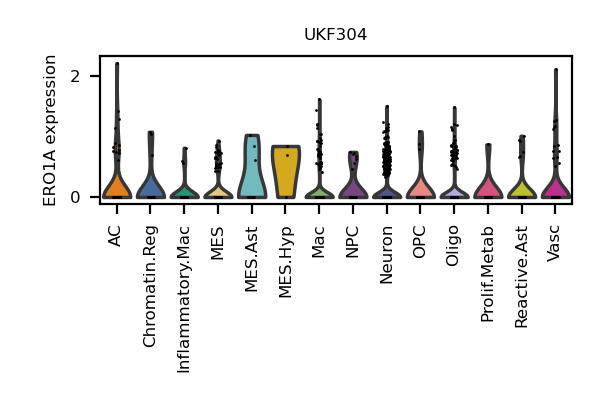 UKF304
ERO1A expression
2
0
AC
Chromatin.Reg
Inflammatory.Mac
MES
MES.Ast
MES.Hyp
Mac
NPC
Neuron
OPC
Oligo
Prolif.Metab
Reactive.Ast
Vasc